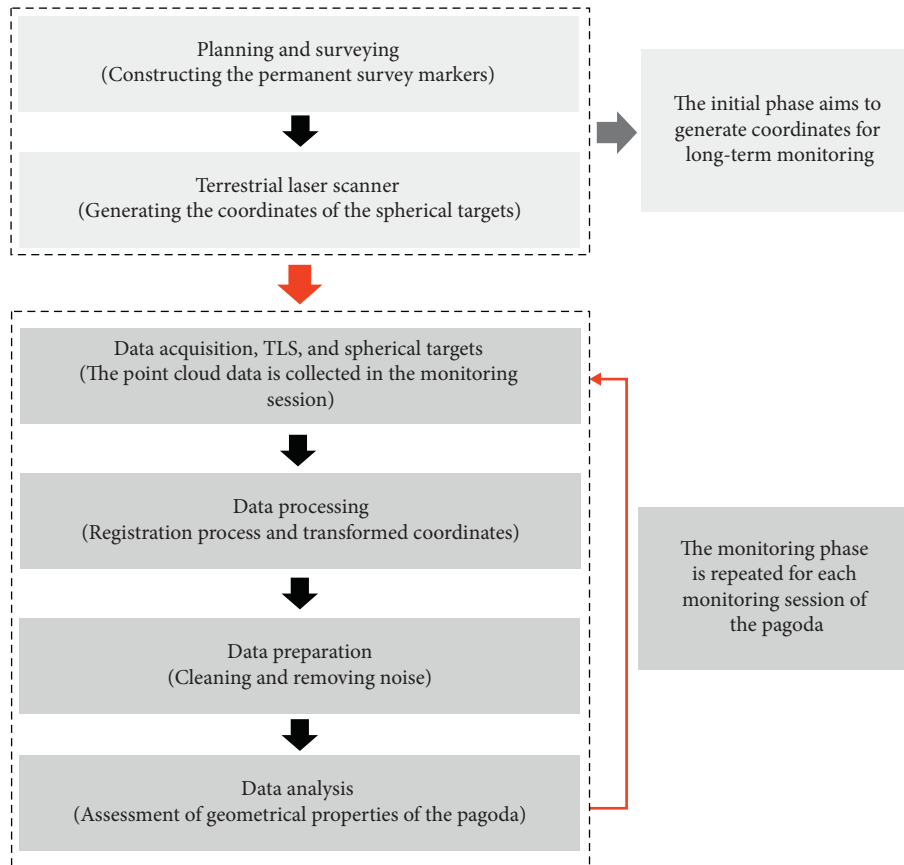 Planning and surveying
(Constructing the permanent survey markers)
The initial phase aims to
generate coordinates for
long-term monitoring
Terrestrial laser scanner
(Generating the coordinates of the spherical targets)
Data acquisition, TLS, and spherical targets
(The point cloud data is collected in the monitoring
session)
Data processing
(Registration process and transformed coordinates)
The monitoring phase
is repeated for each
monitoring session of
the pagoda
Data preparation
(Cleaning and removing noise)
Data analysis
(Assessment of geometrical properties of the pagoda)